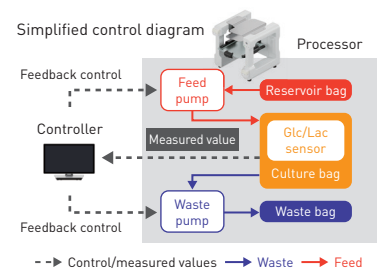 Simplified control diagram
Processor
Feedback control
Feed
pump
Reservoir bag
Controller
Measured value
Glc/Lac
sensor
Culture bag
Waste
pump
Waste bag
Feedback control
Control/measured values
Waste
Feed